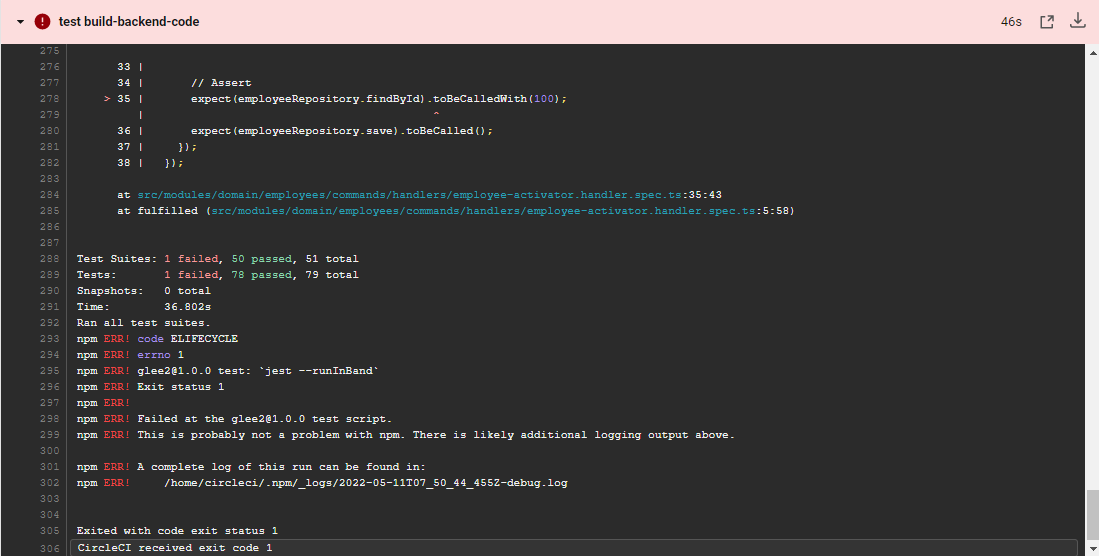 test build-backend-code 46s
275
276 33 |
277 34 | // Assert
278 > 35 | expect(employeeRepository.findById).toBeCalledWith(100);
279 | ^
280 36 | expect(employeeRepository.save).toBeCalled();
281 37 | });
282 38 | });
283
284 at src/modules/domain/employees/commands/handlers/employee-activator.handler.spec.ts:35:43
285 at fulfilled (src/modules/domain/employees/commands/handlers/employee-activator.handler.spec.ts:5:58)
286
287
288 Test Suites: 1 failed, 50 passed, 51 total
289 Tests: 1 failed, 78 passed, 79 total
290 Snapshots: 0 total
291 Time: 36.802s
292 Ran all test suites.
293 npm ERR! code ELIFECYCLE
294 npm ERR! errno 1
295 npm ERR! glee2@1.0.0 test: `jest --runInBand`
296 npm ERR! Exit status 1
297 npm ERR!
298 npm ERR! Failed at the glee2@1.0.0 test script.
299 npm ERR! This is probably not a problem with npm. There is likely additional logging output above.
300
301 npm ERR! A complete log of this run can be found in:
302 npm ERR! /home/circleci/.npm/_logs/2022-05-11T07_50_44_455Z-debug.log
303
304
305 Exited with code exit status 1
306 CircleCI received exit code 1